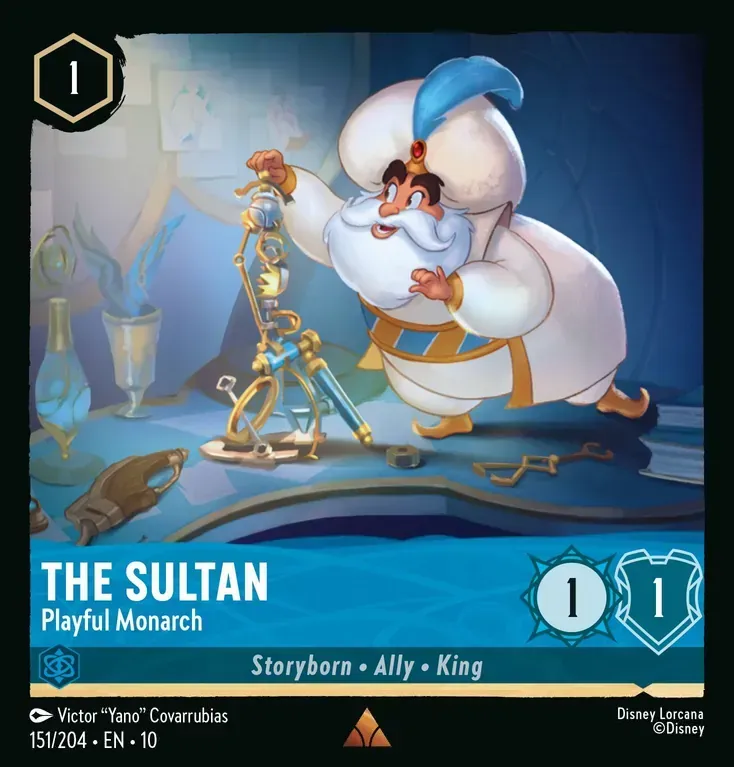 1
THE SULTAN
Playful Monarch
1
1
Storyborn • Ally • King
Victor “Yano” Covarrubias
151/204 • EN • 10
Disney Lorcana
©Disney